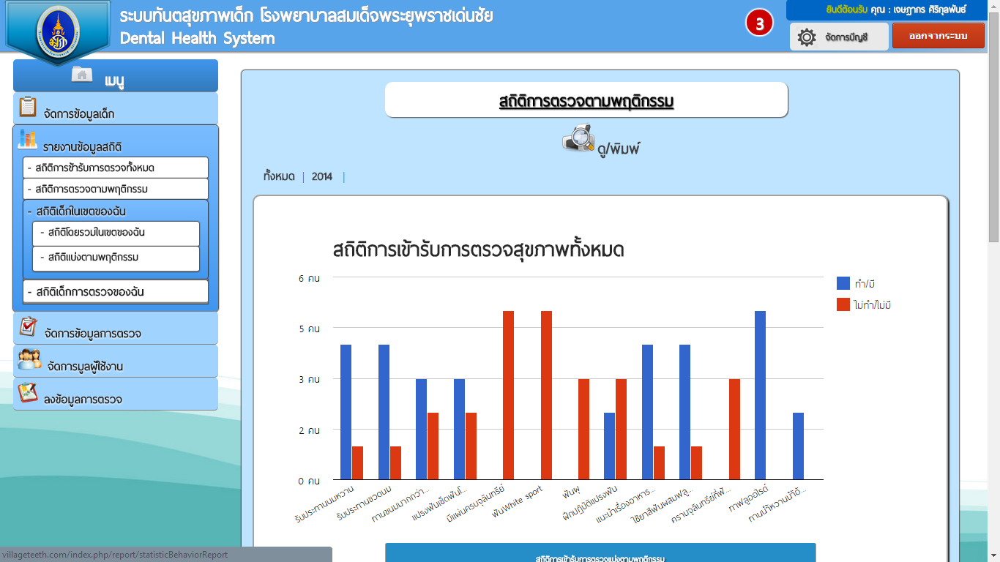 ระบบทันตสุขภาพเด็ก โรงพยาบาลสมเด็จพระยุพราชเด่นชัย
Dental Health System
3
ยินดีต้อนรับ คุณ : เจษฎากร ศิริกุลพันธ์
จัดการบัญชี
ออกจากระบบ
เมนู
จัดการข้อมูลเด็ก
รายงานข้อมูลสถิติ
- สถิติการเข้ารับการตรวจทั้งหมด
- สถิติการตรวจตามพฤติกรรม
- สถิติเด็กในเขตของฉัน
- สถิติโดยรวมในเขตของฉัน
- สถิติแบ่งตามพฤติกรรม
- สถิติเด็กการตรวจของฉัน
จัดการข้อมูลการตรวจ
จัดการมูลผู้ใช้งาน
ลงข้อมูลการตรวจ
สถิติการตรวจตามพฤติกรรม
ดู/พิมพ์
ทั้งหมด | 2014 |
สถิติการเข้ารับการตรวจสุขภาพทั้งหมด
6 คน
5 คน
3 คน
2 คน
0 คน
ทำ/มี
ไม่ทำ/ไม่มี
รับประทานนมหวาน
รับประทานขวดนม
ทานขนมมากกว่า...
แปรงฟันเช็ดฟันโ...
มีแผ่นคราบจุลินทรีย์
ฟันWhite sport
ฟันผุ
ฝึกปฏิบัติแปรงฟัน
แนะนำเรื่องอาหาร...
ใช้ยาสีฟันผสมฟลู...
คราบจุลินทรีย์ที่ฟั...
ทาฟลูออไรด์
ทานน้ำหวานน้ำอั...
สถิติการเข้ารับการตรวจแบ่งตามพฤติกรรม
villageteeth.com/index.php/report/statisticBehaviorReport